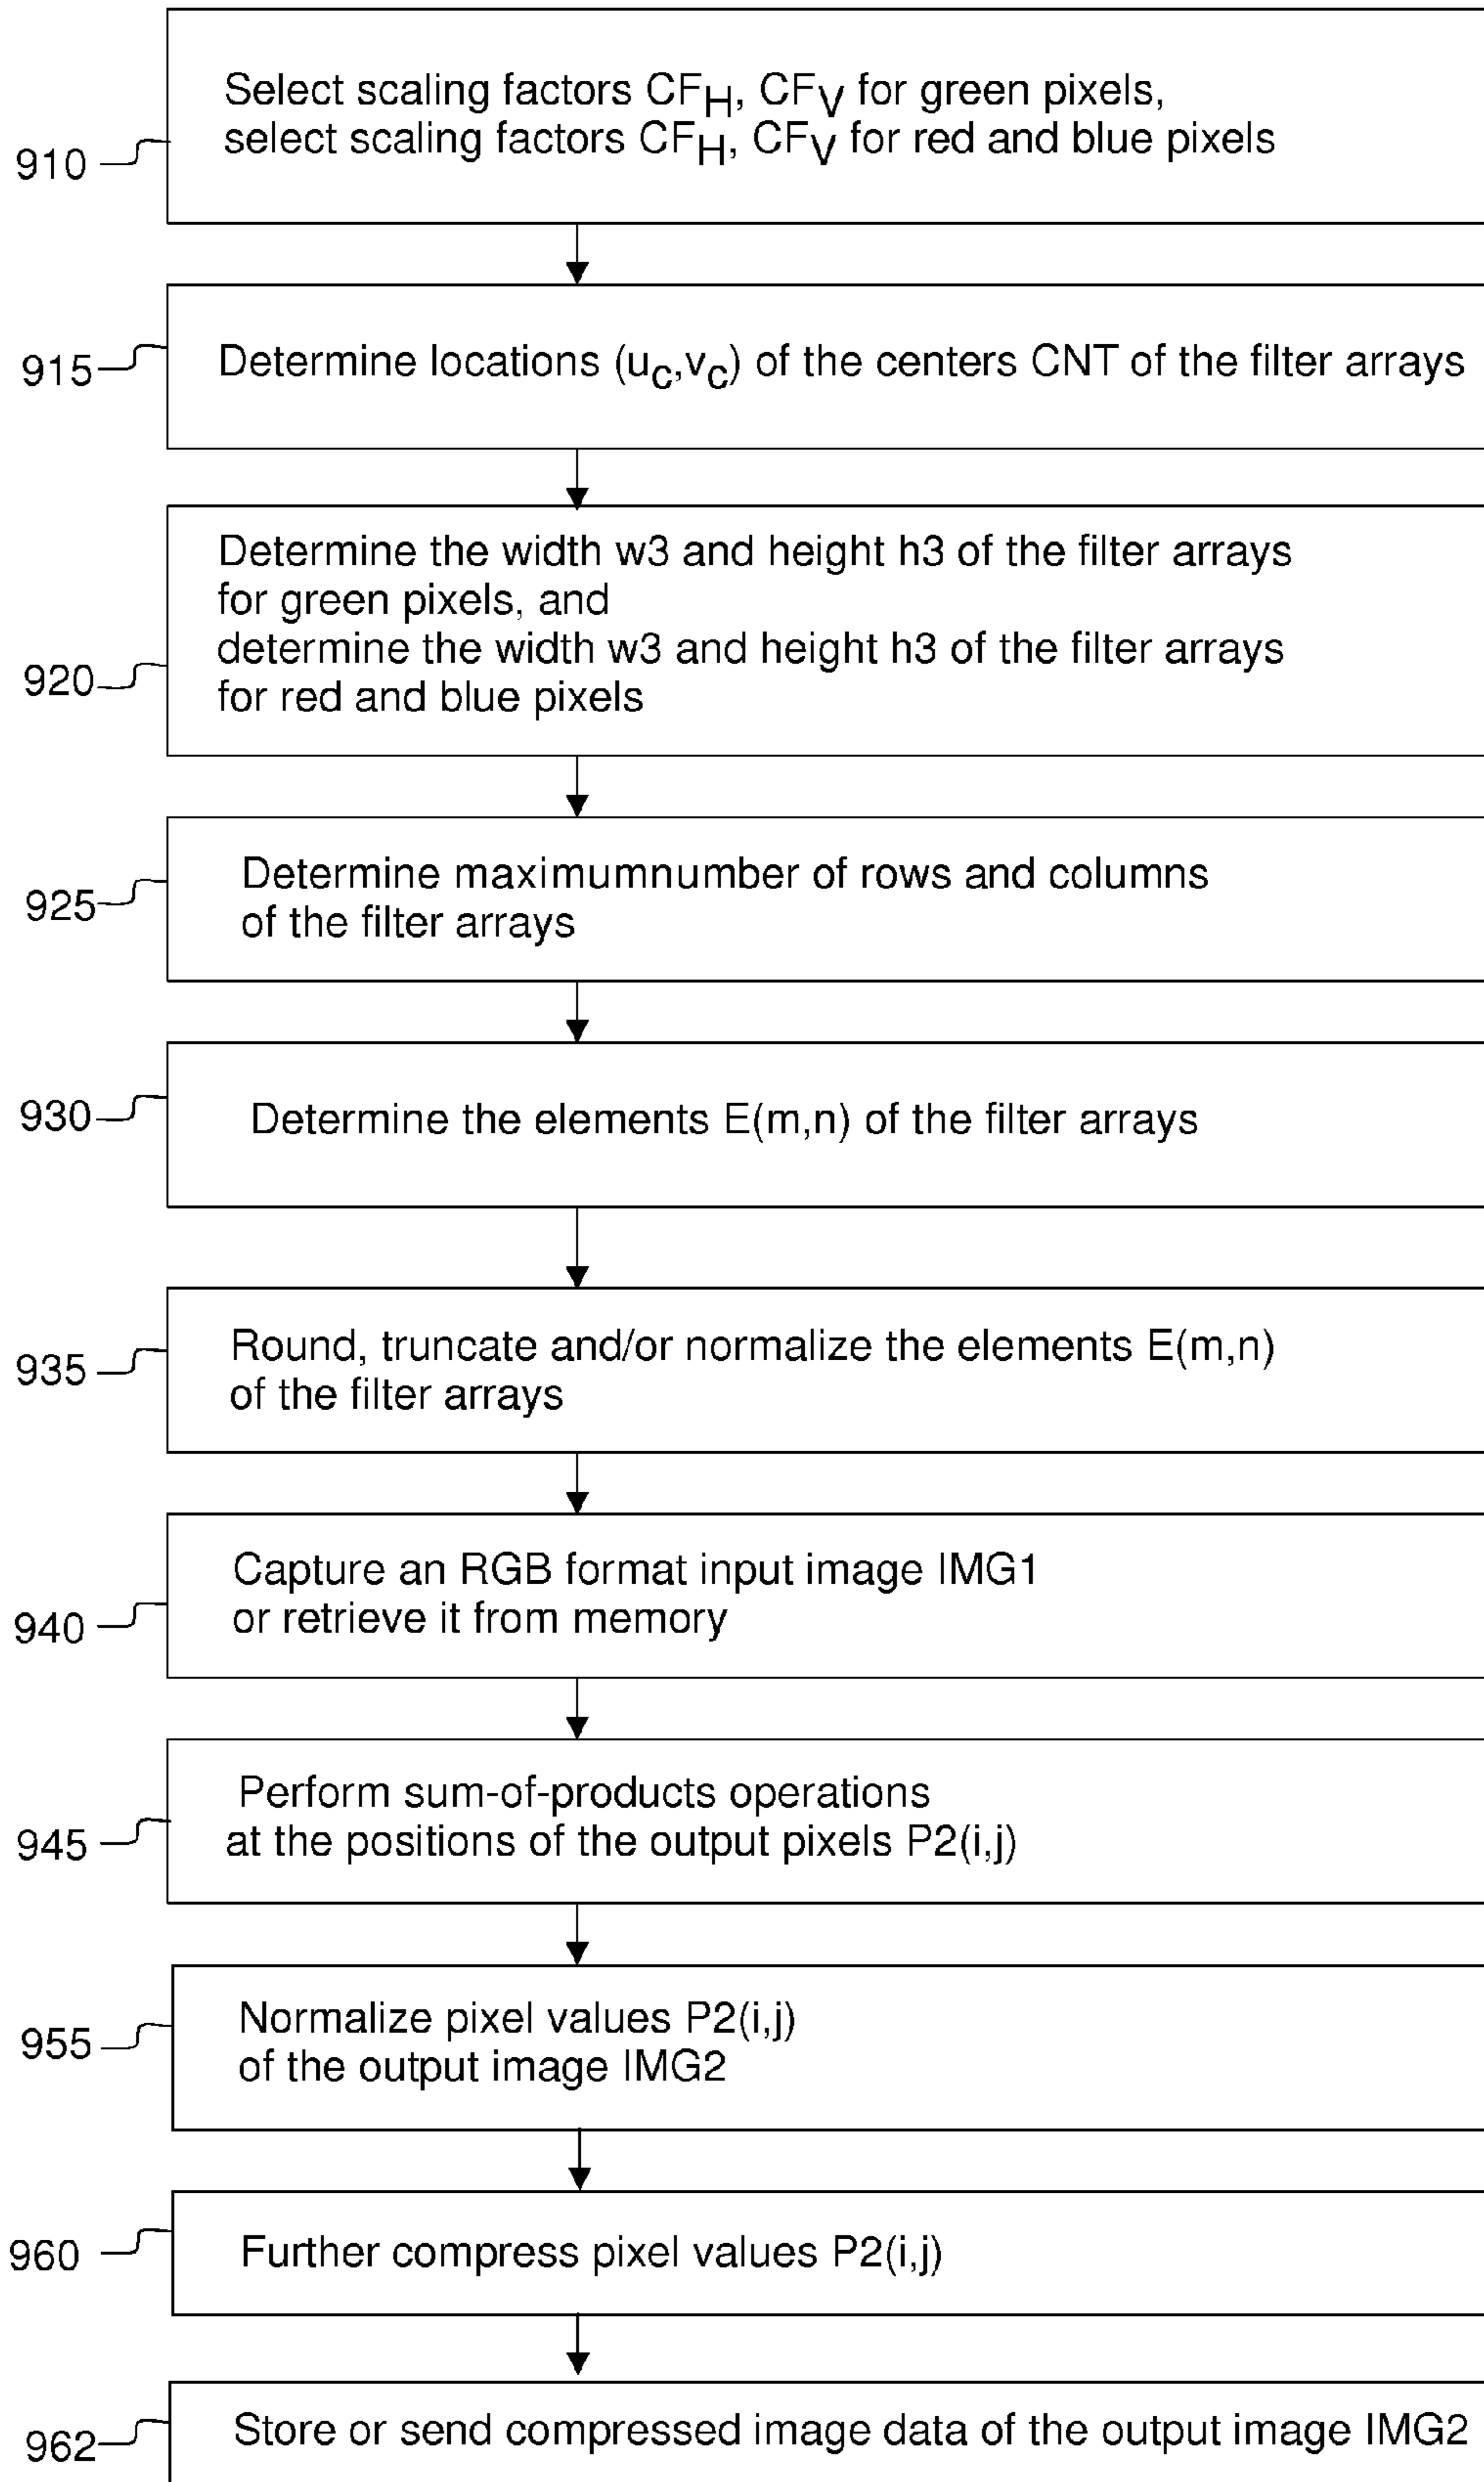 Select scaling factors CFH, CFV for green pixels,
select scaling factors CFH, CFV for red and blue pixels
910
Determine locations (uc,vc) of the centers CNT of the filter arrays
915
Determine the width w3 and height h3 of the filter arrays
for green pixels, and
determine the width w3 and height h3 of the filter arrays
for red and blue pixels
920
Determine maximumnumber of rows and columns
of the filter arrays
925
Determine the elements E(m,n) of the filter arrays
930
Round, truncate and/or normalize the elements E(m,n)
of the filter arrays
935
Capture an RGB format input image IMG1
or retrieve it from memory
940
Perform sum-of-products operations
at the positions of the output pixels P2(i,j)
945
Normalize pixel values P2(i,j)
of the output image IMG2
955
Further compress pixel values P2(i,j)
960
Store or send compressed image data of the output image IMG2
962